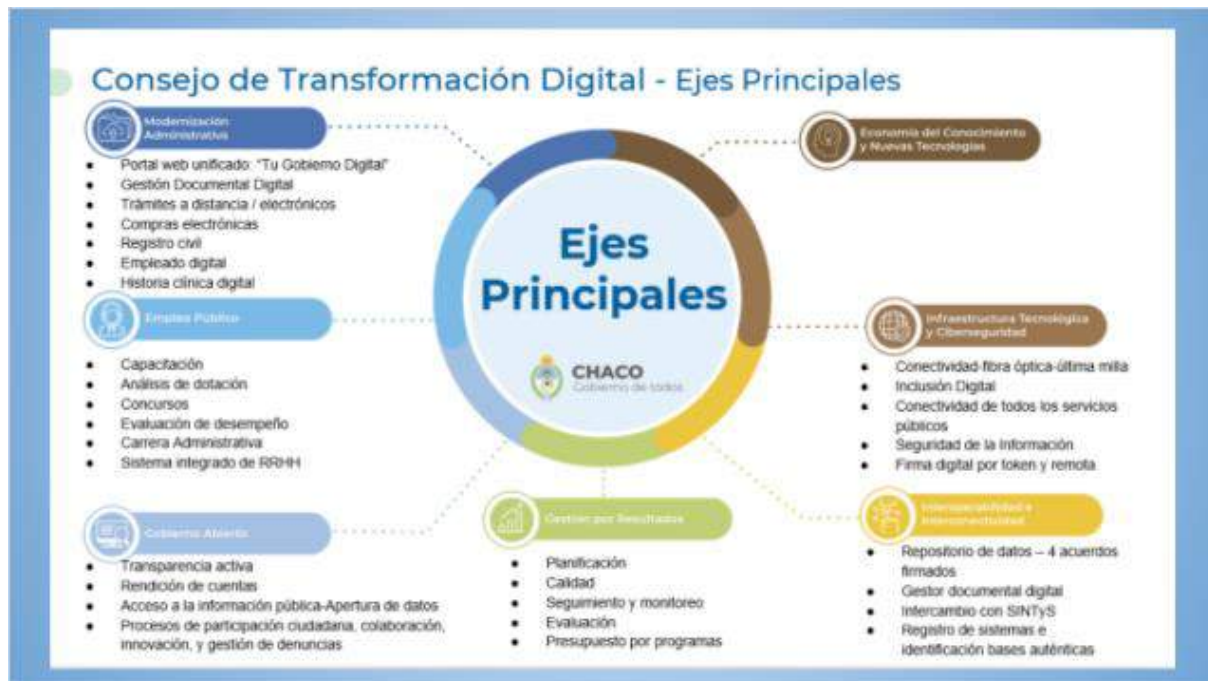 Consejo de Transformación Digital - Ejes Principales
Modernización
Administrativa
● Portal web unificado: “Tu Gobierno Digital”
● Gestión Documental Digital
● Trámites a distancia / electrónicos
● Compras electrónicas
● Registro civil
● Empleado digital
● Historia clínica digital
Empleo Público
● Capacitación
● Análisis de dotación
● Concursos
● Evaluación de desempeño
● Carrera Administrativa
● Sistema integrado de RRHH
Gobierno Abierto
● Transparencia activa
● Rendición de cuentas
● Acceso a la información pública-Apertura de datos
● Procesos de participación ciudadana, colaboración,
innovación, y gestión de denuncias
Ejes
Principales
CHACO
Gobierno de todos
Gestión por Resultados
● Planificación
● Calidad
● Seguimiento y monitoreo
● Evaluación
● Presupuesto por programas
Economía del Conocimiento
y Nuevas Tecnologías
Infraestructura Tecnológica
y Ciberseguridad
● Conectividad-fibra óptica-última milla
● Inclusión Digital
● Conectividad de todos los servicios
públicos
● Seguridad de la Información
● Firma digital por token y remota
Interoperabilidad e
Interconectividad
● Repositorio de datos – 4 acuerdos
firmados
● Gestor documental digital
● Intercambio con SINTyS
● Registro de sistemas e
identificación bases auténticas